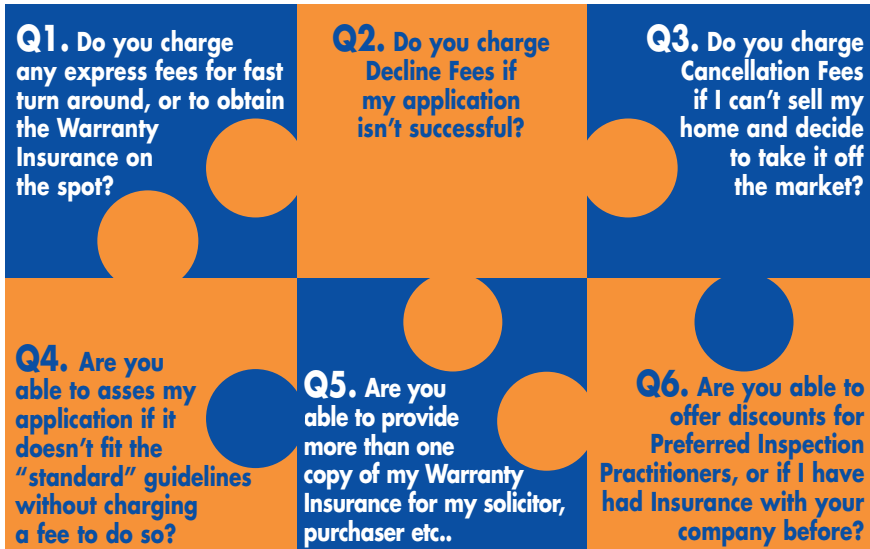 Q1. Do you charge
any express fees for fast
turn around, or to obtain
the Warranty
Insurance on
the spot?
Q2. Do you charge
Decline Fees if
my application
isn't successful?
Q3. Do you charge
Cancellation Fees
if I can't sell my
home and decide
to take it off
the market?
Q4. Are you
able to asses my
application if it
doesn't fit the
“standard” guidelines
without charging
a fee to do so?
Q5. Are you
able to provide
more than one
copy of my Warranty
Insurance for my solicitor,
purchaser etc..
Q6. Are you able to
offer discounts for
Preferred Inspection
Practitioners, or if I have
had Insurance with your
company before?